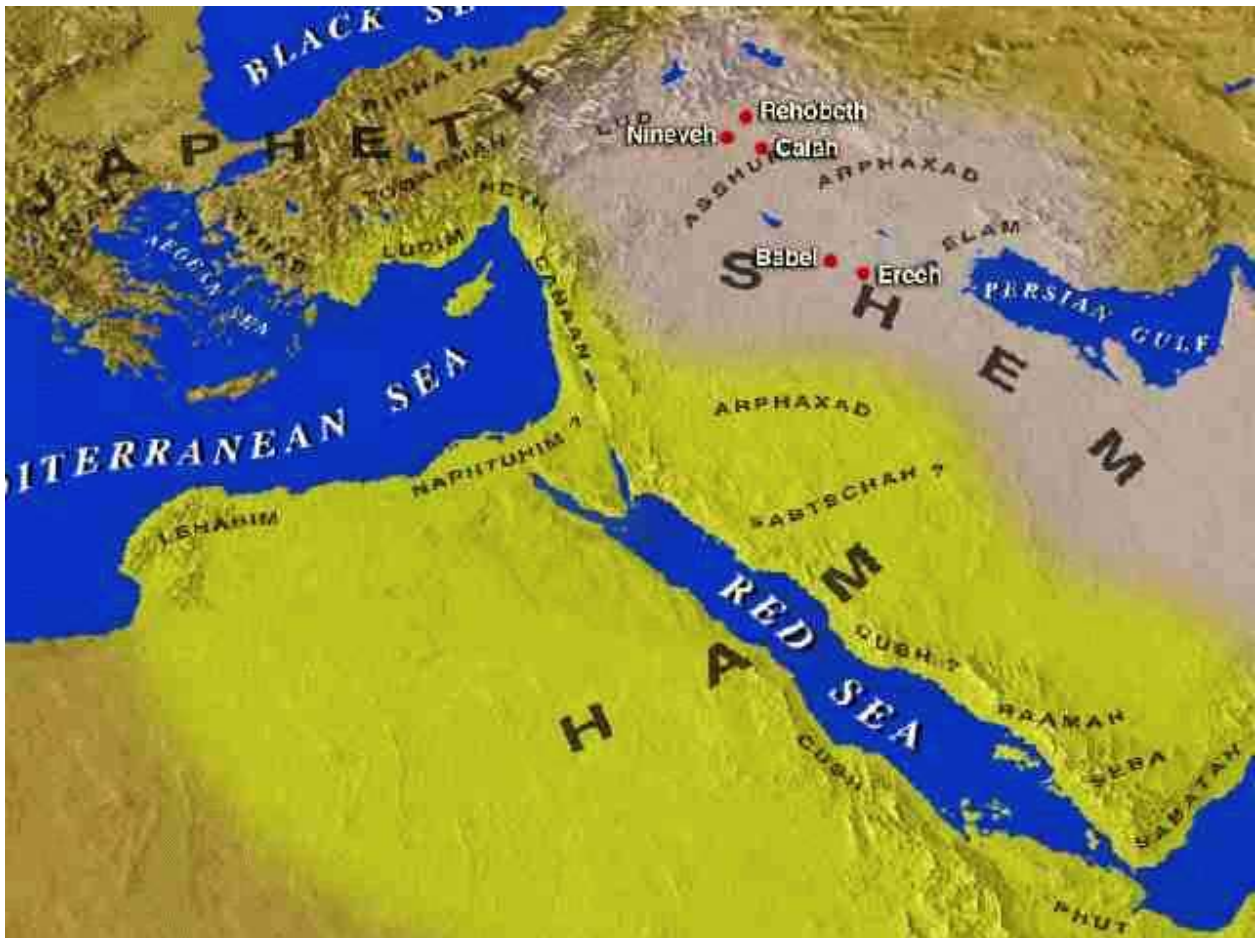 BLACK SEA
RIPHATH
JAPHETH
TOGARMAH
LUD
Rehoboth
Nineveh
Calah
ASSHUR
ARPHAXAD
HETH
LUDIM
AEGEAN SEA
CANAAN
ELAM
Babel
Erech
SHEM
PERSIAN GULF
MEDITERRANEAN SEA
ARPHAXAD
NAPHTUHIM ?
SABTSCHAH ?
LEHABIM
RED SEA
HAM
CUSH ?
RAAMAH
SEBA
SABATAH
CUSH
PHUT